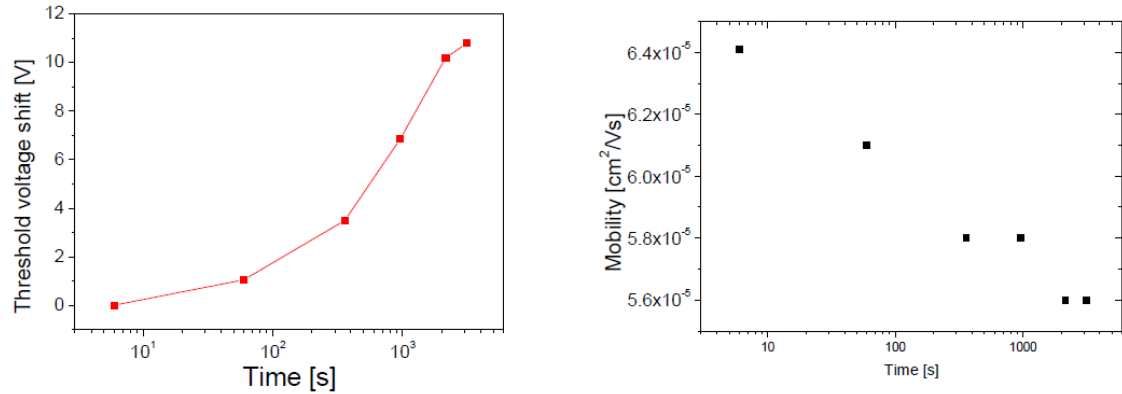 Threshold voltage shift [V]
12
10
8
6
4
2
0
10¹ 10² 10³
Time [s]
Mobility [cm²/Vs]
6.4x10⁻⁵
6.2x10⁻⁵
6.0x10⁻⁵
5.8x10⁻⁵
5.6x10⁻⁵
10 100 1000
Time [s]